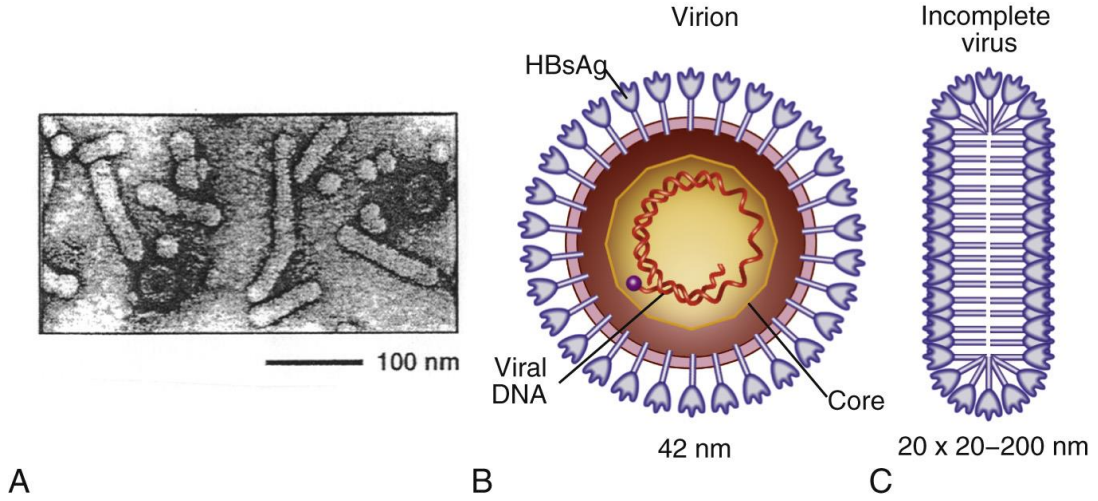 Virion
Incomplete
virus
HBsAg
100 nm
Viral
DNA
Core
42 nm
20 x 20–200 nm
A
B
C